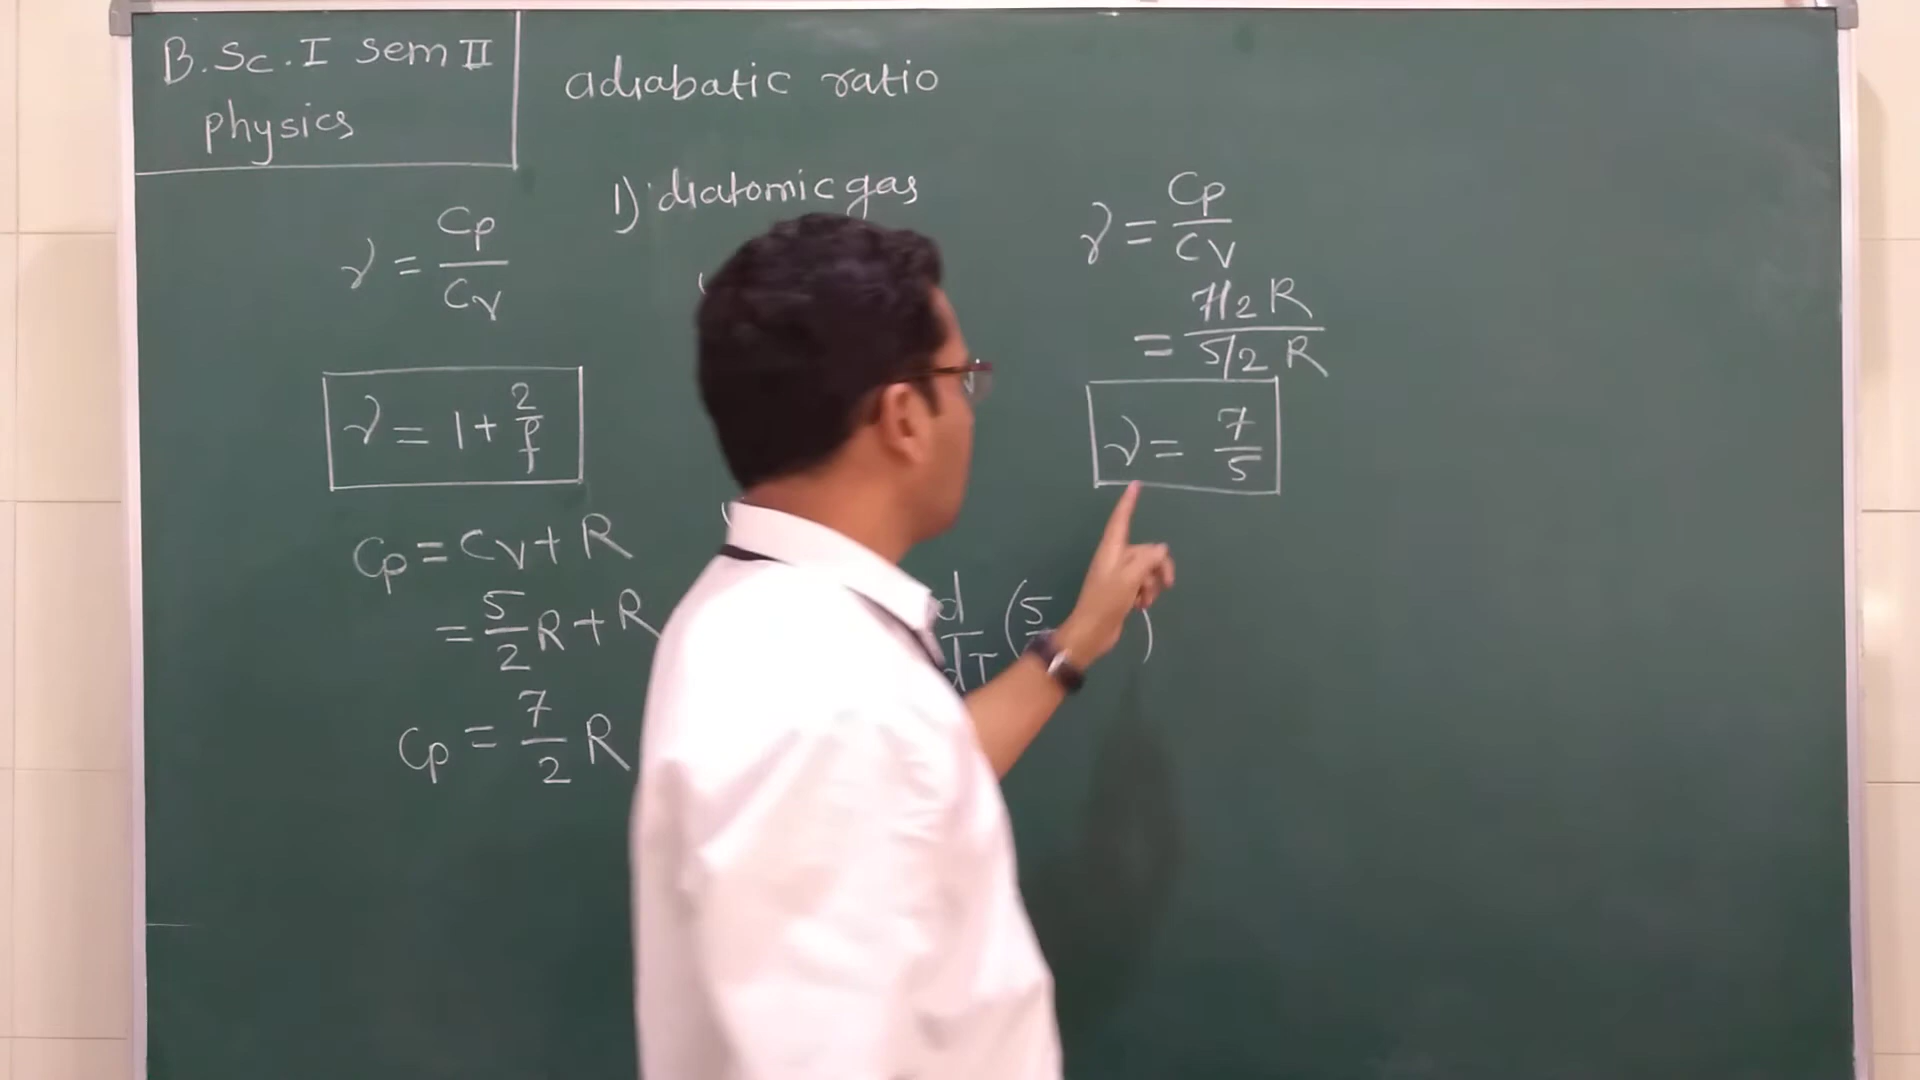 B.Sc.I Sem II
physics
adiabatic ratio
γ = Cp/Cv
γ = 1 + 2/f
Cp = Cv + R
= 5/2 R + R
Cp = 7/2 R
1) diatomic gas
d/dT (5 )
γ = Cp/Cv
= 7/2 R / 5/2 R
γ = 7/5